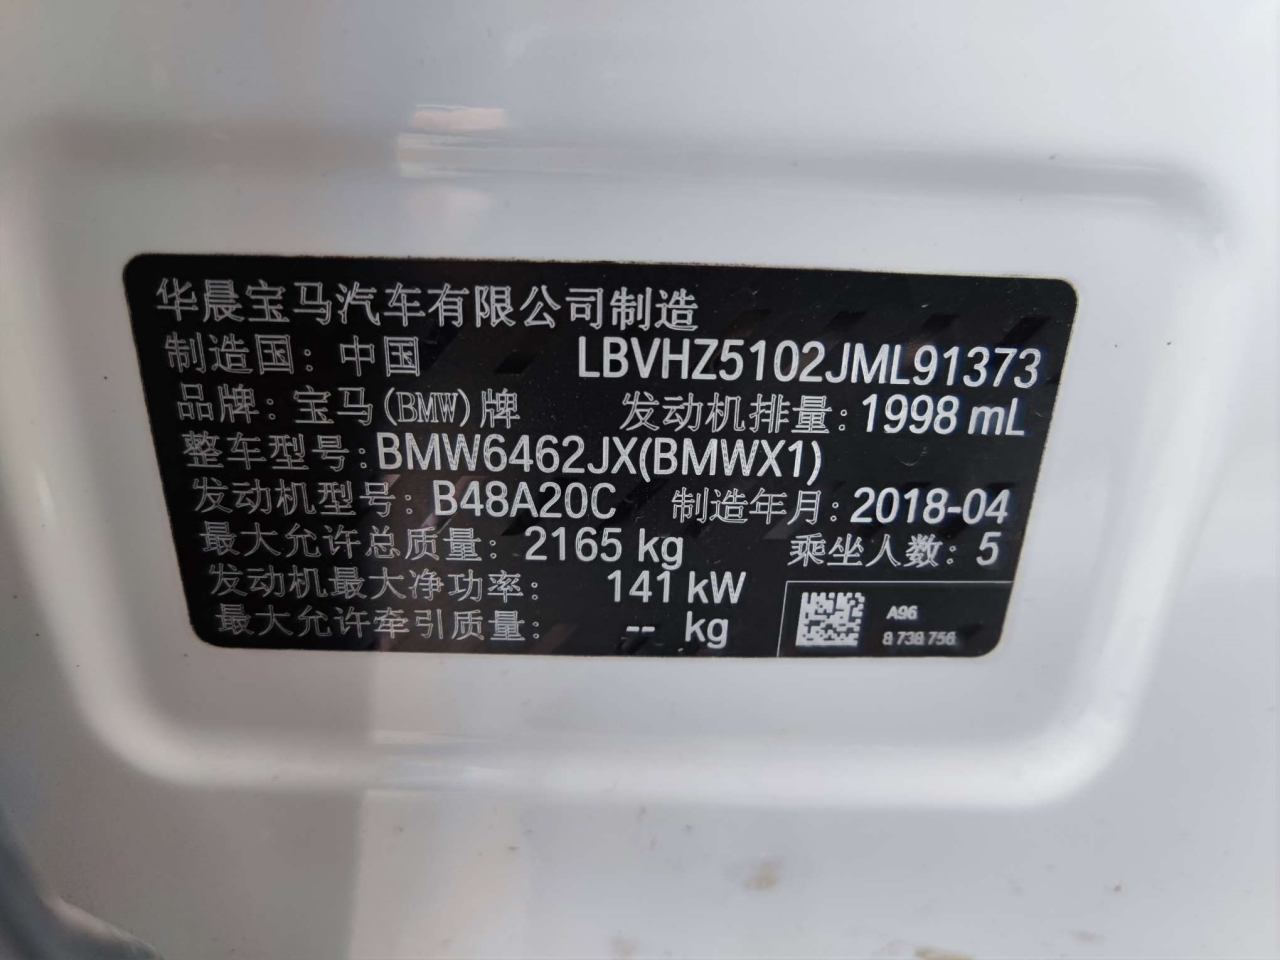 华晨宝马汽车有限公司制造
制造国：中国 LBVHZ5102JML91373
品牌：宝马(BMW)牌 发动机排量：1998 mL
整车型号：BMW6462JX(BMWX1)
发动机型号：B48A20C 制造年月：2018-04
最大允许总质量：2165 kg 乘坐人数：5
发动机最大净功率：141 kW
最大允许牵引质量：-- kg
A96
8 738 756